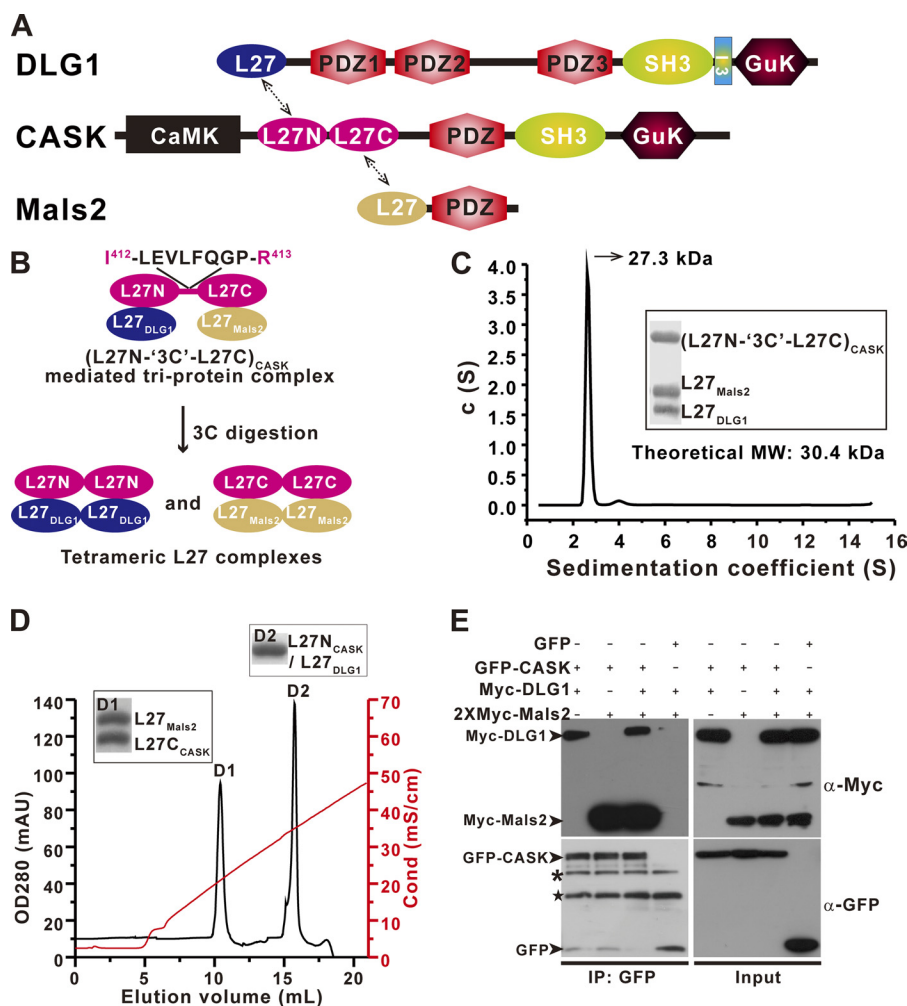 A
DLG1
L27 PDZ1 PDZ2 PDZ3 SH3 I3 GuK
CASK
CaMK L27N L27C PDZ SH3 GuK
Mals2
L27 PDZ
B
I412-LEVLFQGP-R413
L27N L27C
L27DLG1 L27Mals2
(L27N-‘3C’-L27C)CASK
mediated tri-protein complex
3C digestion
L27N L27N L27C L27C
and
L27DLG1 L27DLG1 L27Mals2 L27Mals2
Tetrameric L27 complexes
C
27.3 kDa
(L27N-‘3C’-L27C)CASK
L27Mals2
L27DLG1
Theoretical MW: 30.4 kDa
c (S)
4.0
3.5
3.0
2.5
2.0
1.5
1.0
0.5
0.0
0 2 4 6 8 10 12 14 16
Sedimentation coefficient (S)
D
D2
L27NCASK
/ L27DLG1
D1
L27Mals2
L27CCASK
D1
D2
OD280 (mAU)
140
120
100
80
60
40
20
0
Cond (mS/cm)
70
60
50
40
30
20
10
0
0 5 10 15 20
Elution volume (mL)
E
GFP - - - + - - - +
GFP-CASK + + + - + + + -
Myc-DLG1 + - + + + - + +
2XMyc-Mals2 - + + + - + + +
Myc-DLG1
Myc-Mals2
α-Myc
GFP-CASK
*
★
GFP
α-GFP
IP: GFP Input